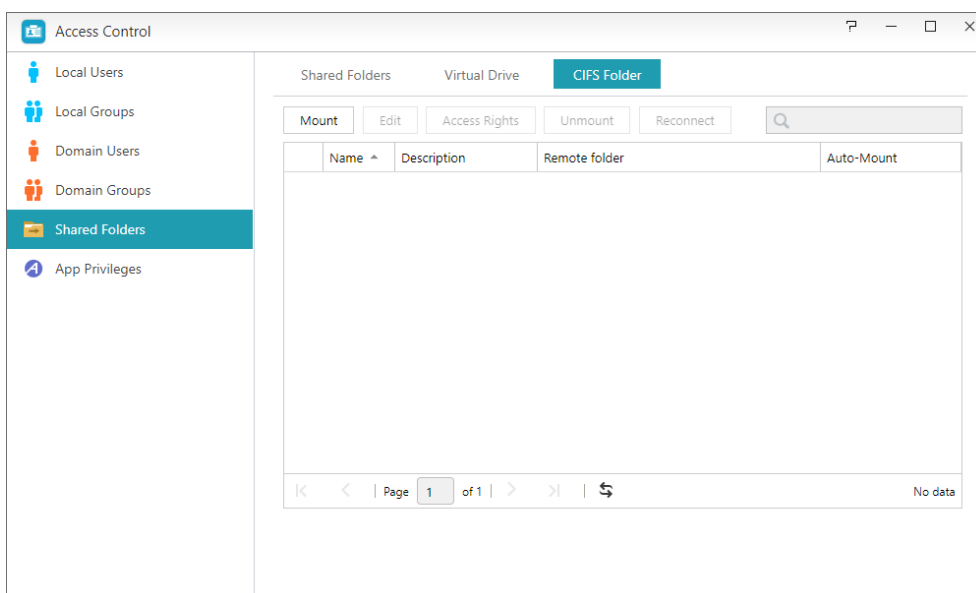 Access Control
Local Users
Local Groups
Domain Users
Domain Groups
Shared Folders
App Privileges
Shared Folders Virtual Drive CIFS Folder
Mount Edit Access Rights Unmount Reconnect
Name Description Remote folder Auto-Mount
Page 1 of 1 No data